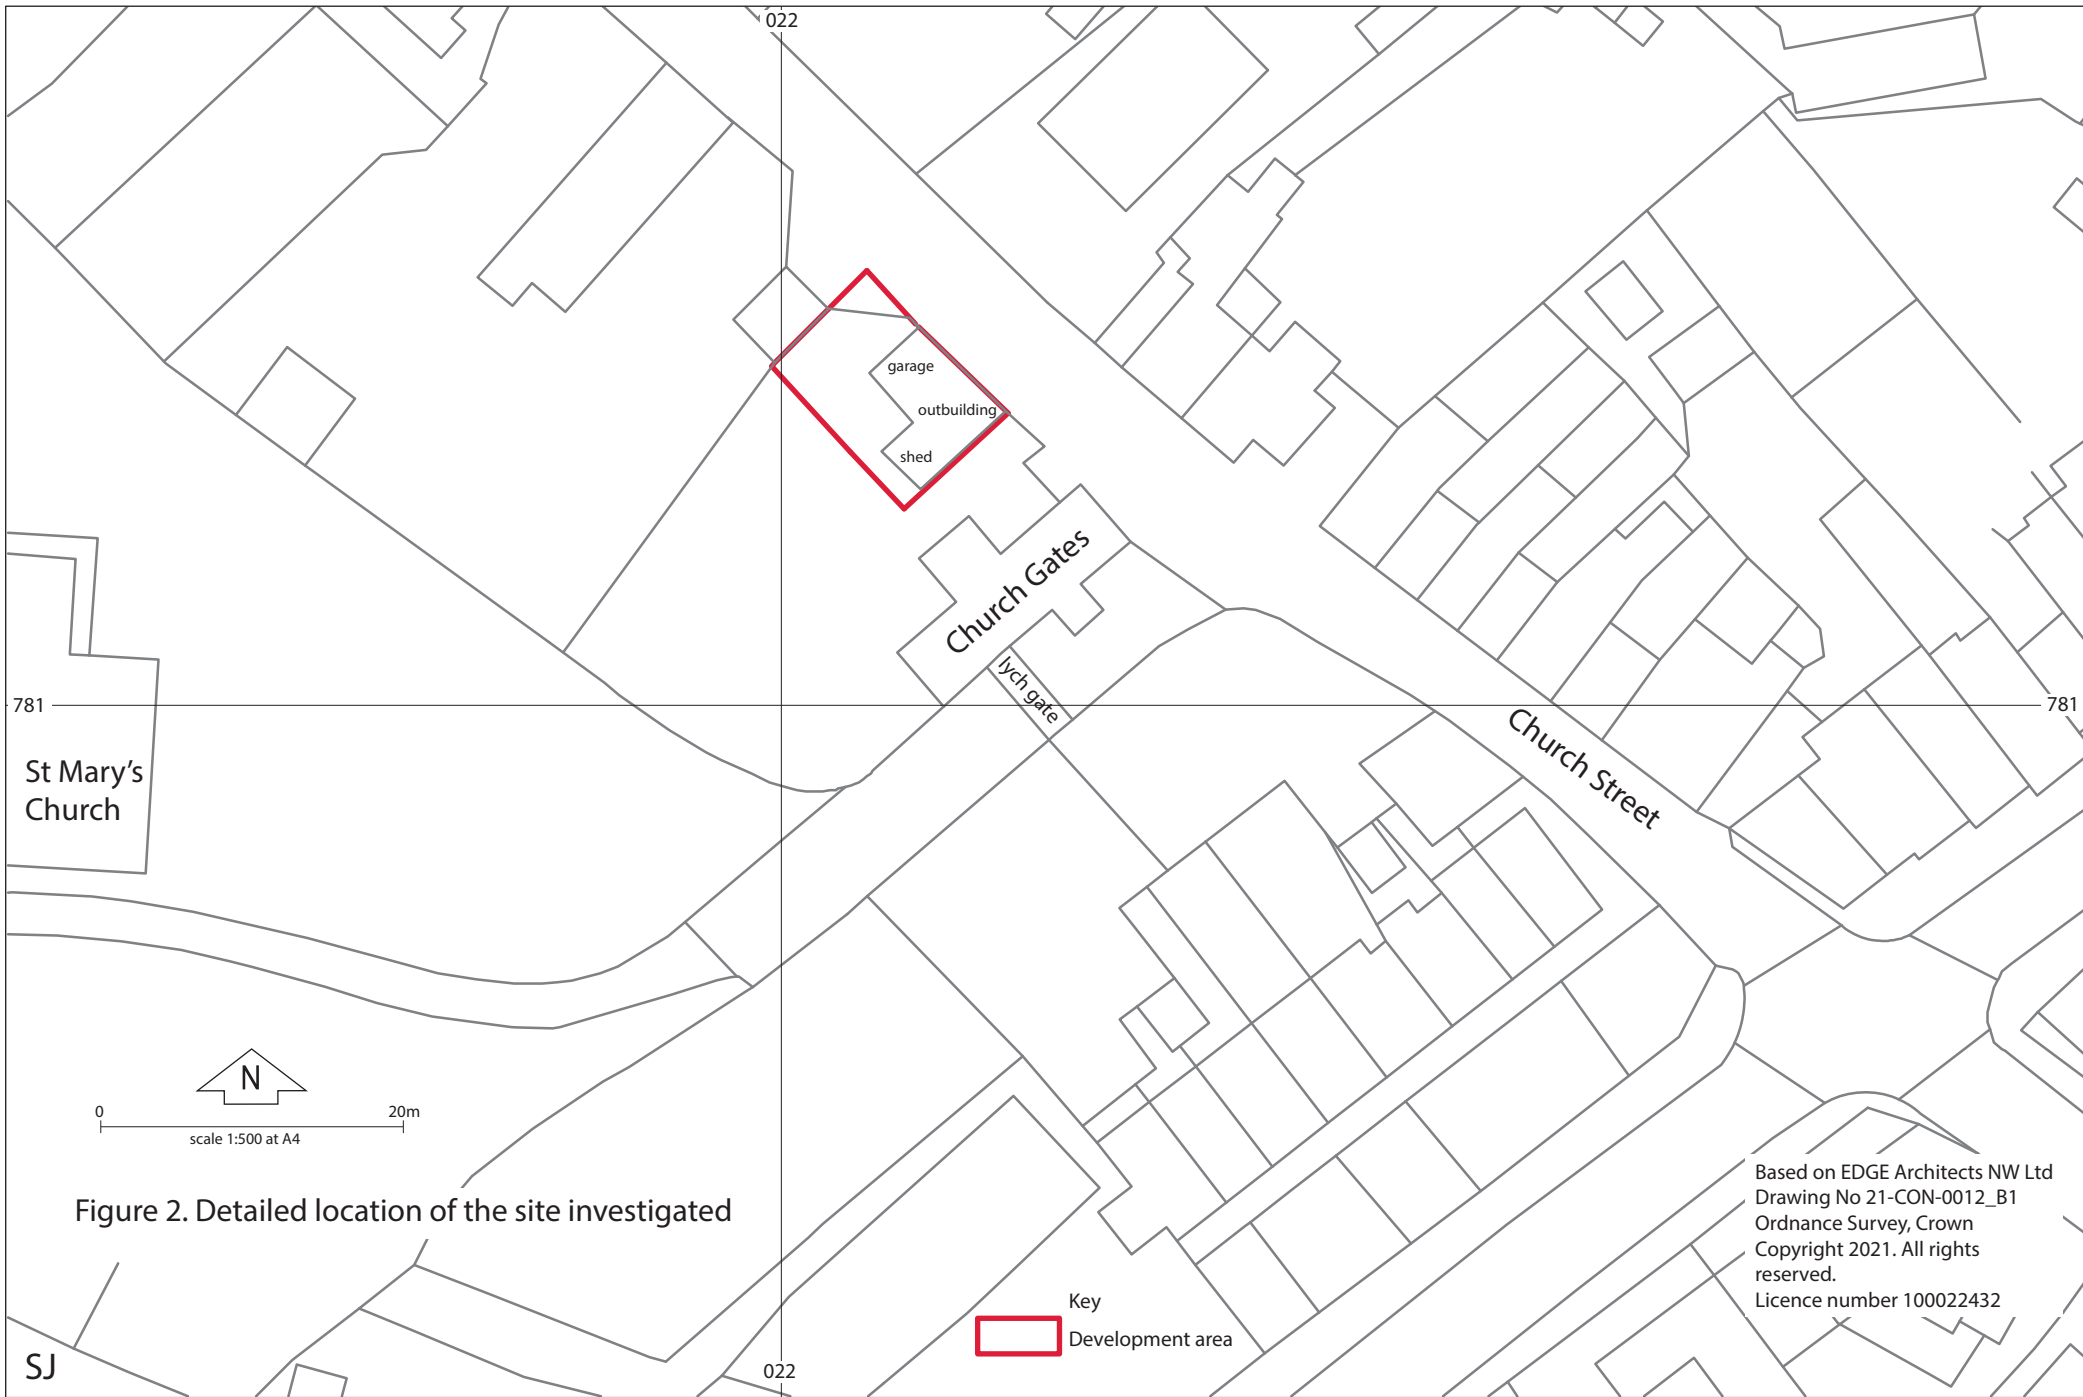 022
garage
outbuilding
shed
Church Gates
lych gate
781
781
Church Street
St Mary's
Church
N
0 20m
scale 1:500 at A4
Figure 2. Detailed location of the site investigated
Based on EDGE Architects NW Ltd
Drawing No 21-CON-0012_B1
Ordnance Survey, Crown
Copyright 2021. All rights
reserved.
Licence number 100022432
Key
Development area
SJ
022